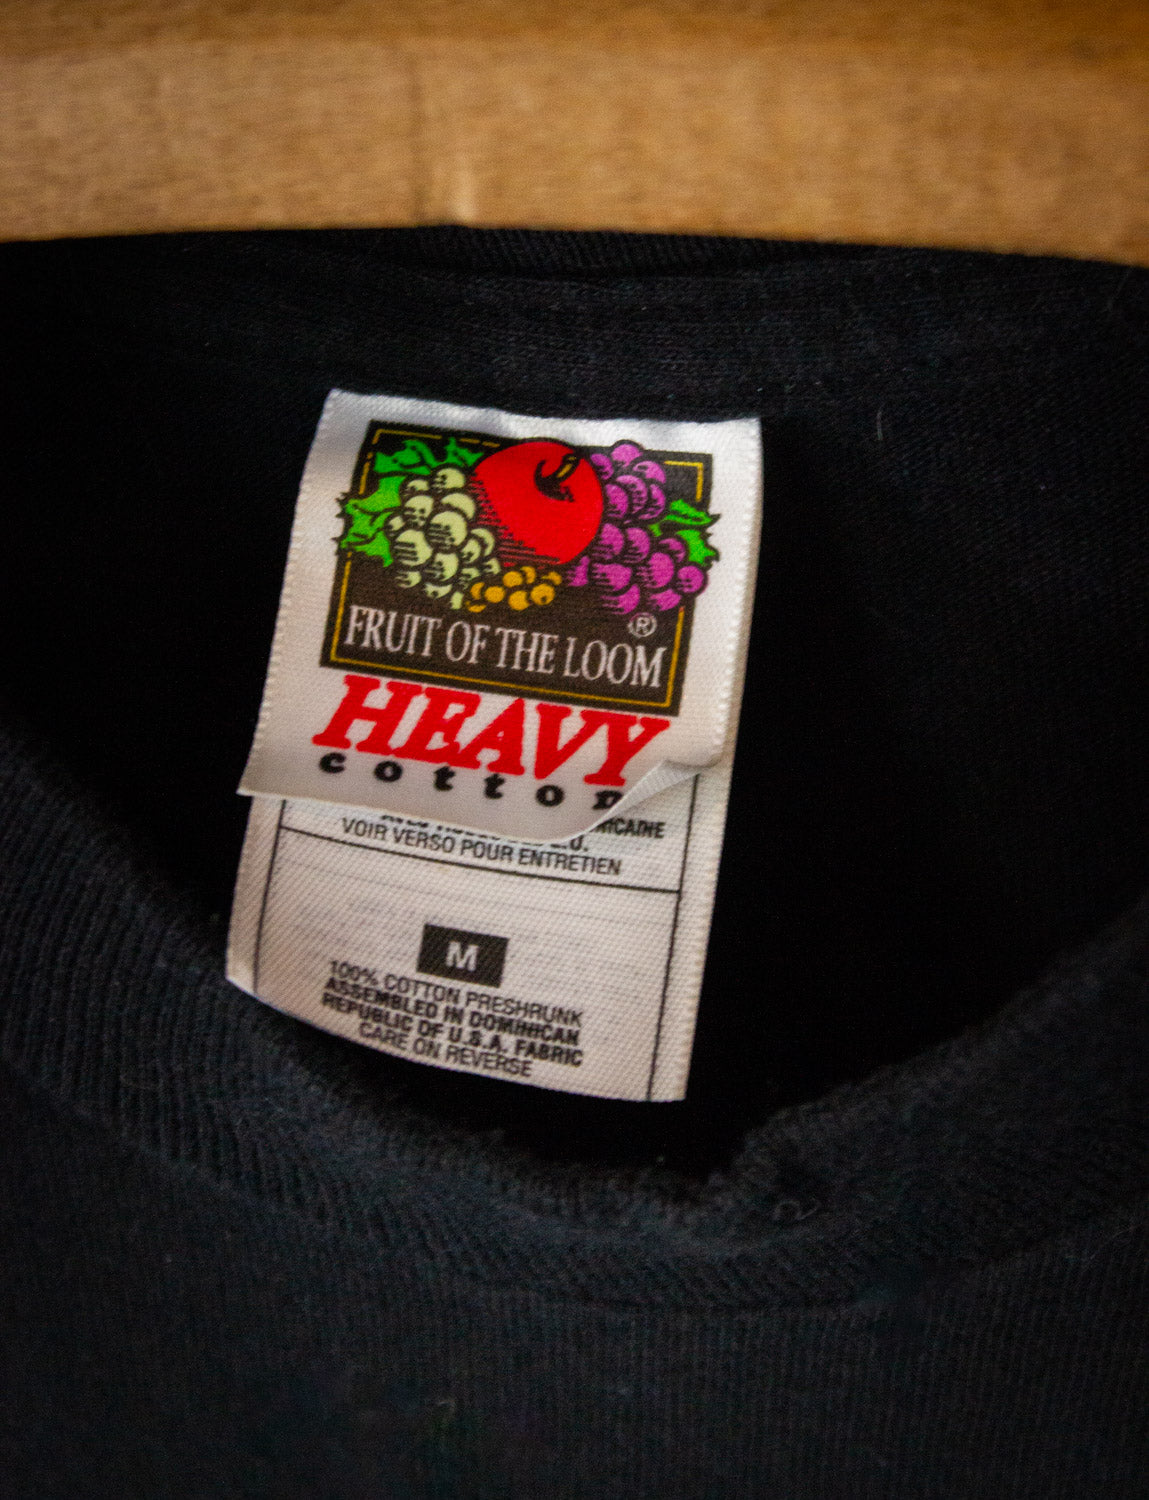 FRUIT OF THE LOOM ®
HEAVY
cotton
VOIR VERSO POUR ENTRETIEN
M
100% COTTON PRESHRUNK
ASSEMBLED IN DOMINICAN
REPUBLIC OF U.S.A. FABRIC
CARE ON REVERSE